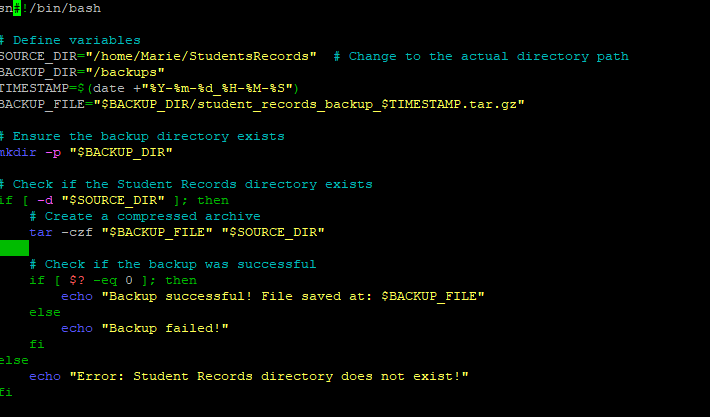 sn#!/bin/bash
# Define variables
SOURCE_DIR="/home/Marie/StudentsRecords"  # Change to the actual directory path
BACKUP_DIR="/backups"
TIMESTAMP=$(date +"%Y-%m-%d_%H-%M-%S")
BACKUP_FILE="$BACKUP_DIR/student_records_backup_$TIMESTAMP.tar.gz"
# Ensure the backup directory exists
mkdir -p "$BACKUP_DIR"
# Check if the Student Records directory exists
if [ -d "$SOURCE_DIR" ]; then
    # Create a compressed archive
    tar -czf "$BACKUP_FILE" "$SOURCE_DIR"
    # Check if the backup was successful
    if [ $? -eq 0 ]; then
        echo "Backup successful! File saved at: $BACKUP_FILE"
    else
        echo "Backup failed!"
    fi
else
    echo "Error: Student Records directory does not exist!"
fi